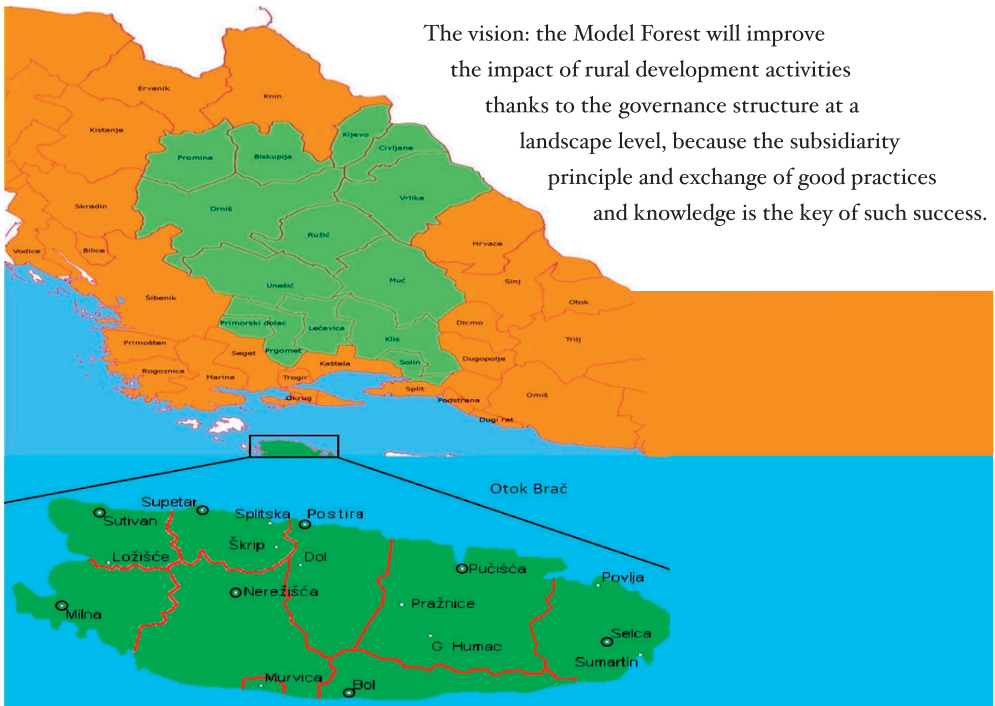 The vision: the Model Forest will improve
the impact of rural development activities
thanks to the governance structure at a
landscape level, because the subsidiarity
principle and exchange of good practices
and knowledge is the key of such success.
Ervenik
Knin
Kistanje
Kijevo
Civljane
Promina
Biskupija
Vrlika
Skradin
Drniš
Ružić
Hrvace
Vodice
Bilice
Sinj
Muć
Unešić
Šibenik
Otok
Primorski dolac
Lećavica
Dicmo
Klis
Trilj
Primošten
Seget
Prgomet
Dugopolje
Kaštela
Solin
Rogoznica
Marina
Trogir
Split
Omiš
Okrug
Podstrana
Dugi rat
Otok Brač
Supetar
Splitska
Postira
Sutivan
Škrip
Ložišće
Dol
Pučišća
Povlja
Nerežišća
Pražnice
Milna
Selca
G. Humac
Sumartin
Murvica
Bol